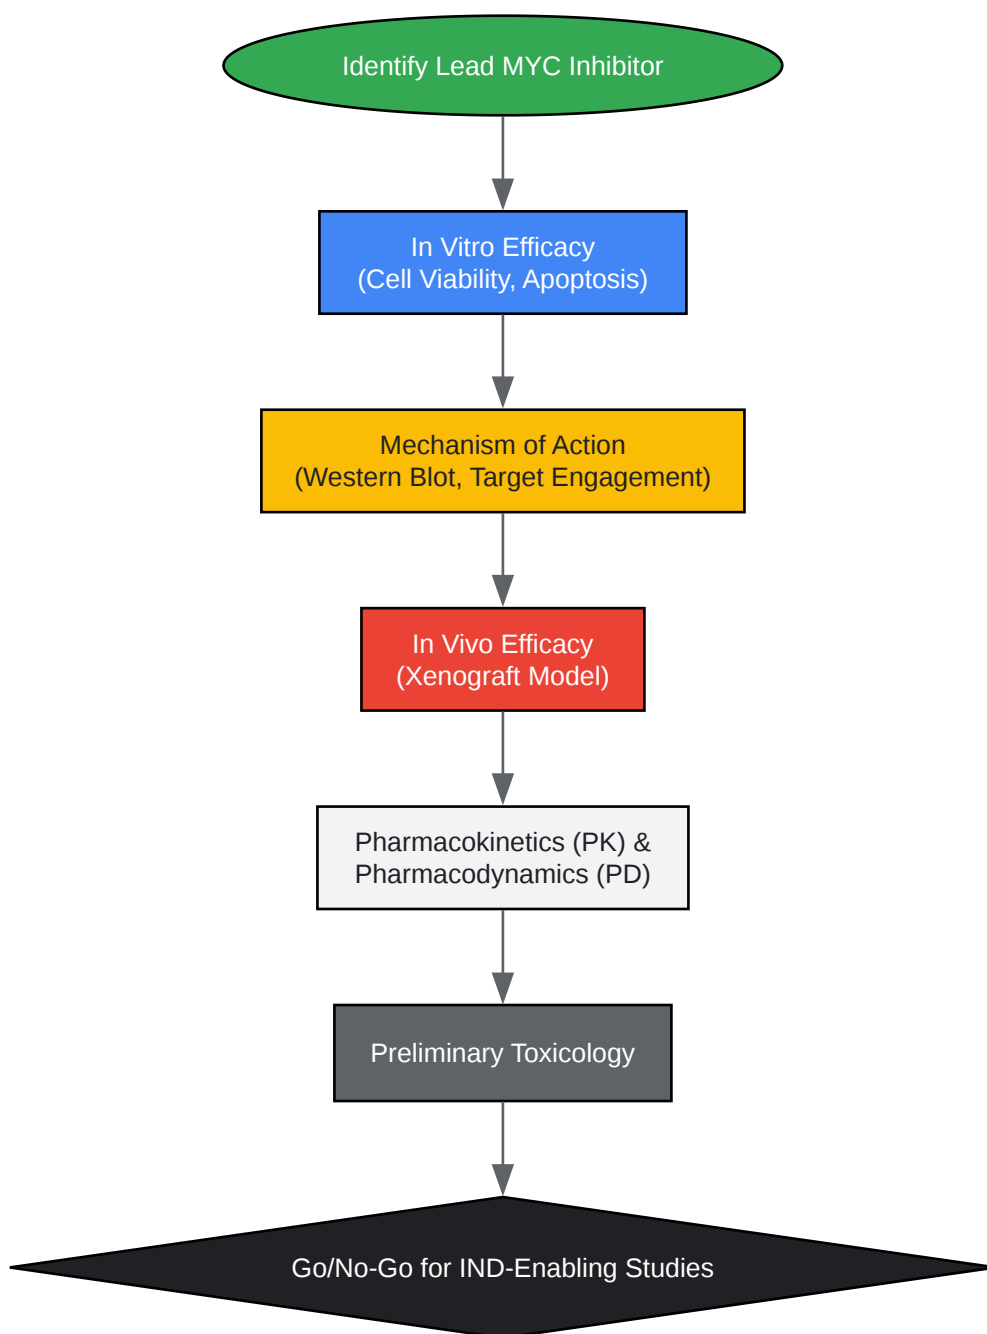 Identify Lead MYC Inhibitor
In Vitro Efficacy
(Cell Viability, Apoptosis)
Mechanism of Action
(Western Blot, Target Engagement)
In Vivo Efficacy
(Xenograft Model)
Pharmacokinetics (PK) &
Pharmacodynamics (PD)
Preliminary Toxicology
Go/No-Go for IND-Enabling Studies